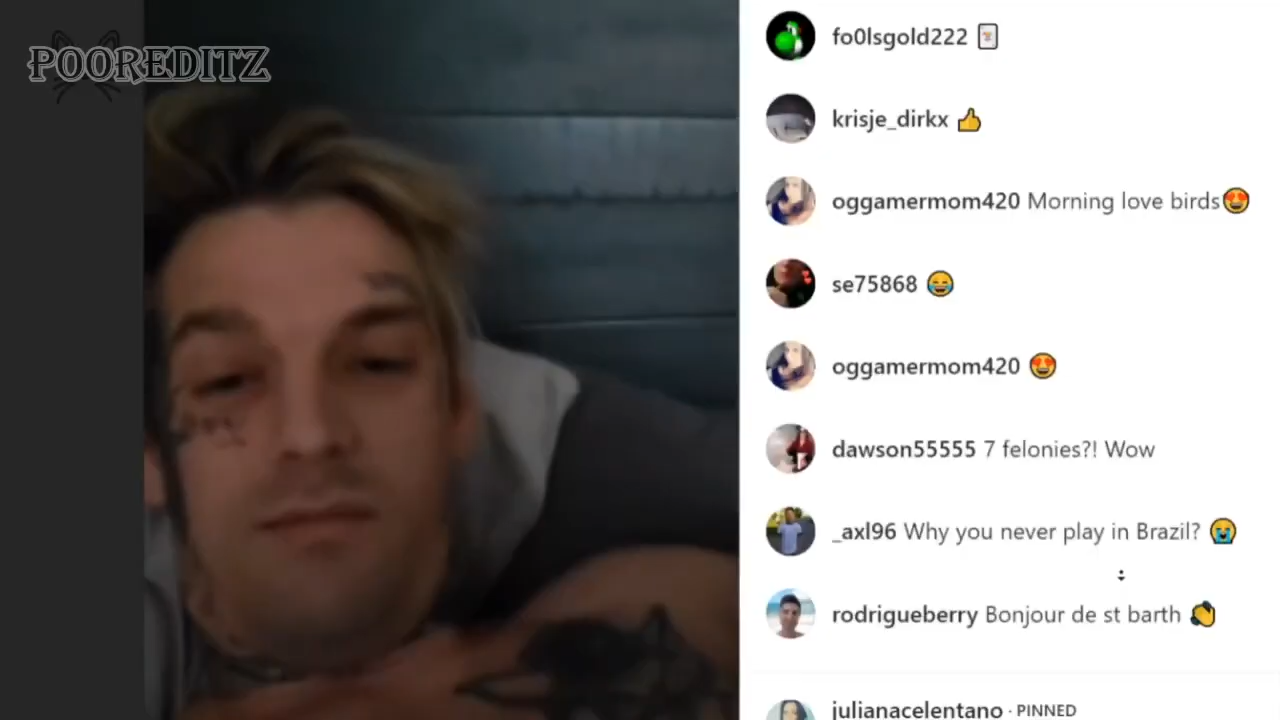 POOREDITZ
fo0lsgold222
krisje_dirkx 👍
oggamermom420 Morning love birds😍
se75868 😂
oggamermom420 😍
dawson55555 7 felonies?! Wow
_axl96 Why you never play in Brazil? 😭
rodrigueberry Bonjour de st barth 👏
julianacelentano · PINNED